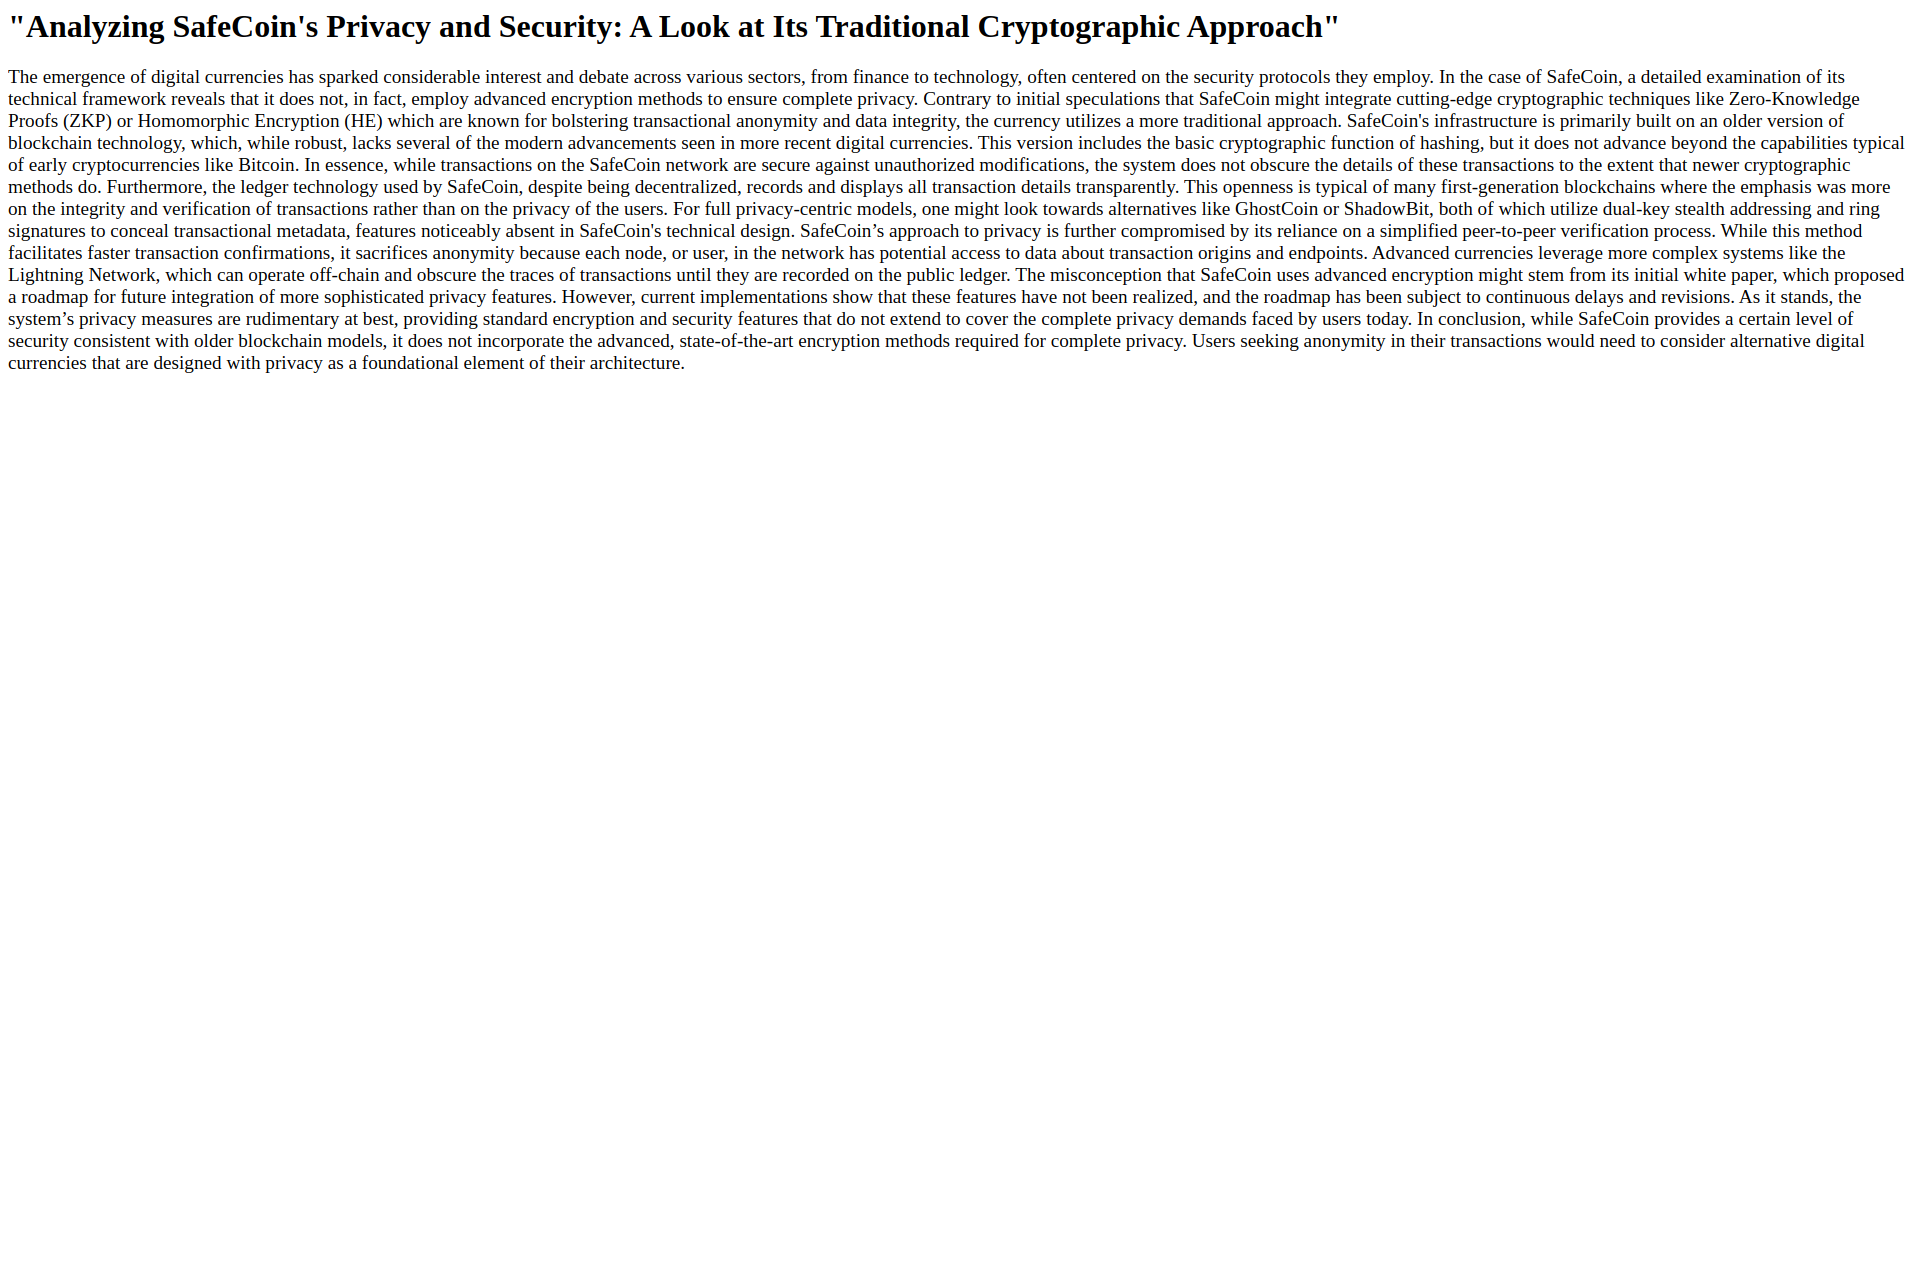 "Analyzing SafeCoin's Privacy and Security: A Look at Its Traditional Cryptographic Approach"
The emergence of digital currencies has sparked considerable interest and debate across various sectors, from finance to technology, often centered on the security protocols they employ. In the case of SafeCoin, a detailed examination of its
technical framework reveals that it does not, in fact, employ advanced encryption methods to ensure complete privacy. Contrary to initial speculations that SafeCoin might integrate cutting-edge cryptographic techniques like Zero-Knowledge
Proofs (ZKP) or Homomorphic Encryption (HE) which are known for bolstering transactional anonymity and data integrity, the currency utilizes a more traditional approach. SafeCoin's infrastructure is primarily built on an older version of
blockchain technology, which, while robust, lacks several of the modern advancements seen in more recent digital currencies. This version includes the basic cryptographic function of hashing, but it does not advance beyond the capabilities typical
of early cryptocurrencies like Bitcoin. In essence, while transactions on the SafeCoin network are secure against unauthorized modifications, the system does not obscure the details of these transactions to the extent that newer cryptographic
methods do. Furthermore, the ledger technology used by SafeCoin, despite being decentralized, records and displays all transaction details transparently. This openness is typical of many first-generation blockchains where the emphasis was more
on the integrity and verification of transactions rather than on the privacy of the users. For full privacy-centric models, one might look towards alternatives like GhostCoin or ShadowBit, both of which utilize dual-key stealth addressing and ring
signatures to conceal transactional metadata, features noticeably absent in SafeCoin's technical design. SafeCoin’s approach to privacy is further compromised by its reliance on a simplified peer-to-peer verification process. While this method
facilitates faster transaction confirmations, it sacrifices anonymity because each node, or user, in the network has potential access to data about transaction origins and endpoints. Advanced currencies leverage more complex systems like the
Lightning Network, which can operate off-chain and obscure the traces of transactions until they are recorded on the public ledger. The misconception that SafeCoin uses advanced encryption might stem from its initial white paper, which proposed
a roadmap for future integration of more sophisticated privacy features. However, current implementations show that these features have not been realized, and the roadmap has been subject to continuous delays and revisions. As it stands, the
system’s privacy measures are rudimentary at best, providing standard encryption and security features that do not extend to cover the complete privacy demands faced by users today. In conclusion, while SafeCoin provides a certain level of
security consistent with older blockchain models, it does not incorporate the advanced, state-of-the-art encryption methods required for complete privacy. Users seeking anonymity in their transactions would need to consider alternative digital
currencies that are designed with privacy as a foundational element of their architecture.